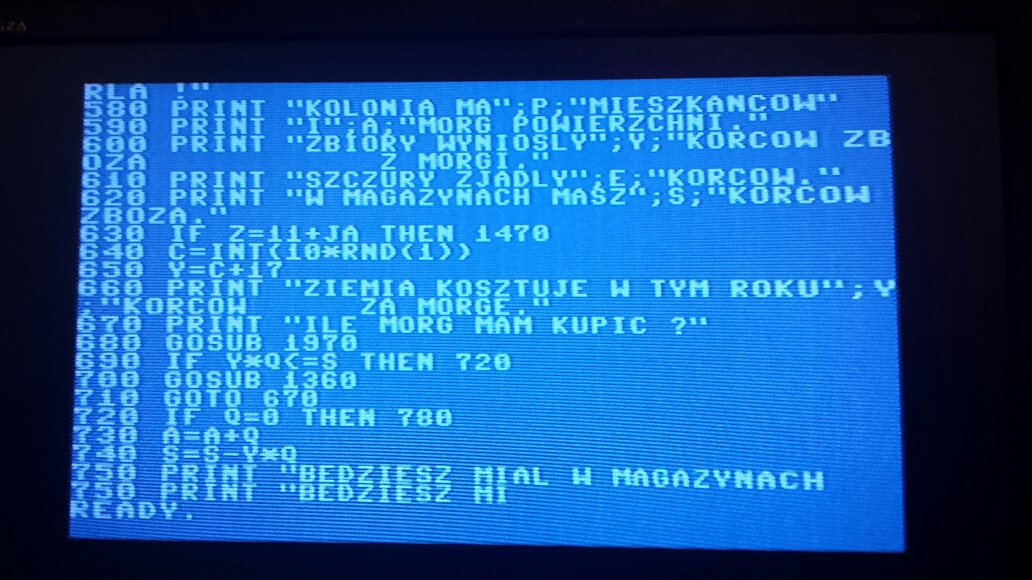 RLA !"
580 PRINT "KOLONIA MA";P;"MIESZKANCOW"
590 PRINT "I";A;"MORG POWIERZCHNI."
600 PRINT "ZBIORY WYNIOSLY";Y;"KORCOW ZB
OZA Z MORGI."
610 PRINT "SZCZURY ZJADLY";E;"KORCOW."
620 PRINT "W MAGAZYNACH MASZ";S;"KORCOW
ZBOZA."
630 IF Z=11+JA THEN 1470
640 C=INT(10*RND(1))
650 Y=C+17
660 PRINT "ZIEMIA KOSZTUJE W TYM ROKU";Y
;"KORCOW ZA MORGE."
670 PRINT "ILE MORG MAM KUPIC ?"
680 GOSUB 1970
690 IF Y*Q<=S THEN 720
700 GOSUB 1360
710 GOTO 670
720 IF Q=0 THEN 780
730 A=A+Q
740 S=S-Y*Q
750 PRINT "BEDZIESZ MIAL W MAGAZYNACH
750 PRINT "BEDZIESZ MI
READY.